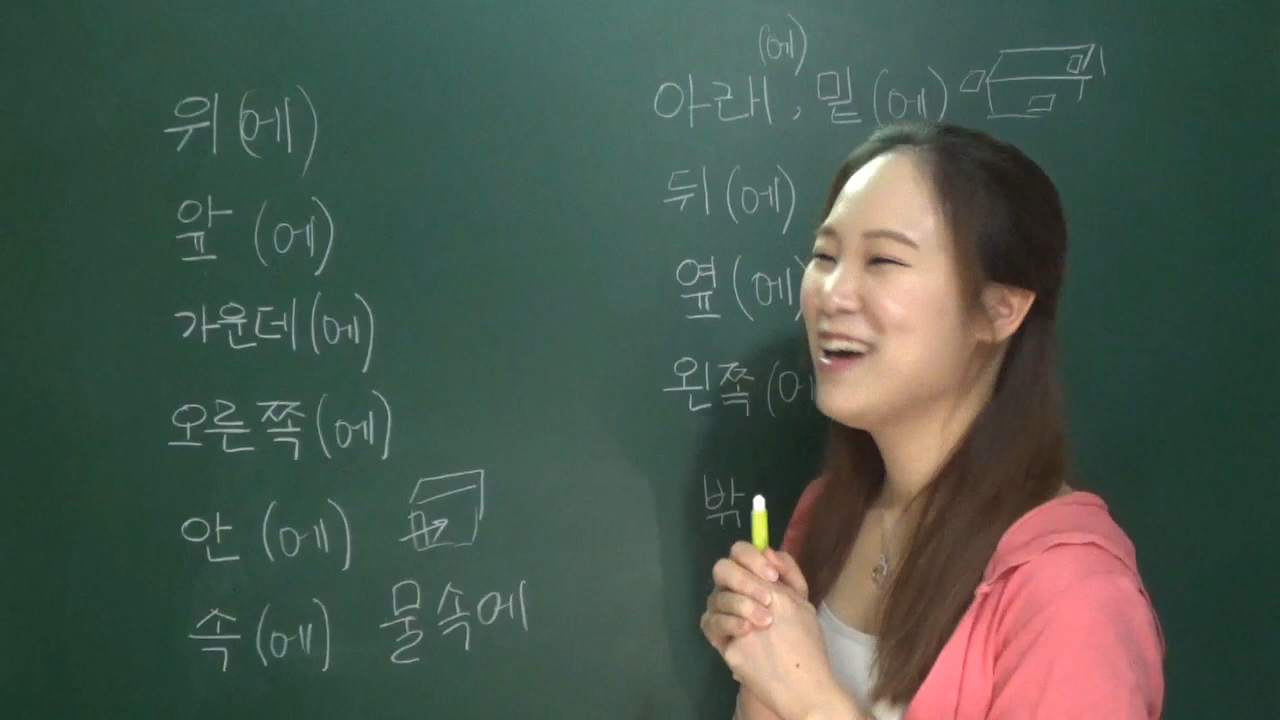 위 (에)
앞 (에)
가운데 (에)
오른쪽 (에)
안 (에)
속 (에) 물속에
(에)
아래, 밑 (에)
뒤 (에)
옆 (에)
왼쪽 (에
밖